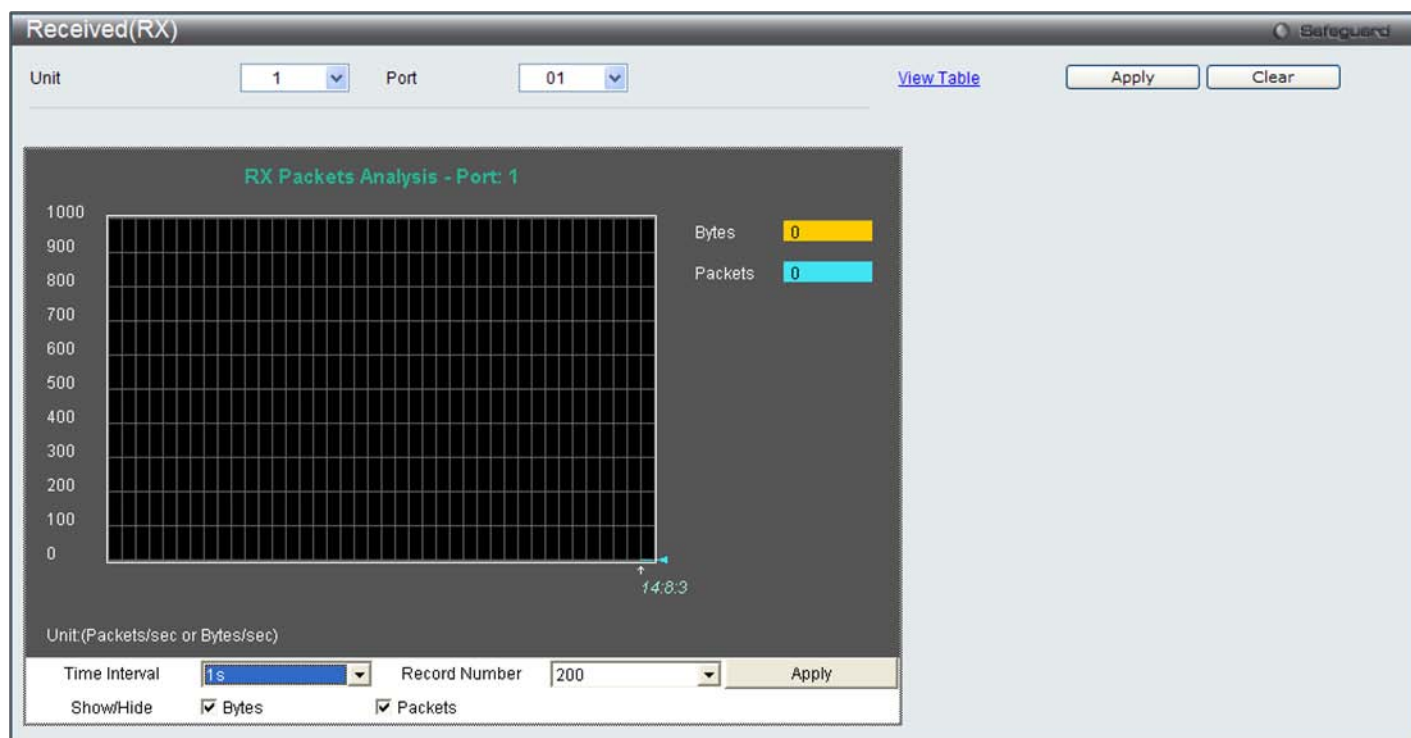 Received(RX)
Safeguard
Unit 1 Port 01 View Table Apply Clear
RX Packets Analysis - Port: 1
1000
900
800
700
600
500
400
300
200
100
0
Bytes 0
Packets 0
14:8:3
Unit:(Packets/sec or Bytes/sec)
Time Interval 1s Record Number 200 Apply
Show/Hide Bytes Packets